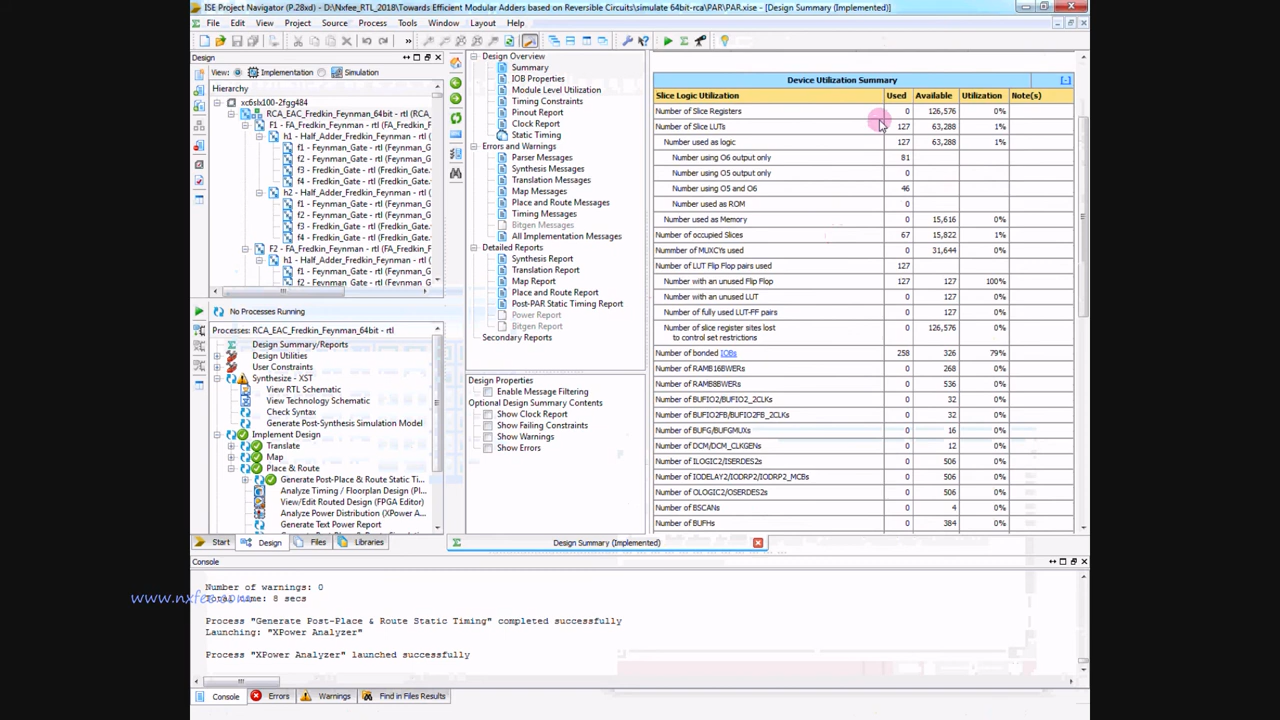 ISE Project Navigator (P.28xd) - D:\Nxfee_RTL_2018\Towards Efficient Modular Adders based on Reversible Circuits\simulate 64bit-rca\PAR\PAR.xise - [Design Summary (Implemented)]
File Edit View Project Source Process Tools Window Layout Help
Design
View: Implementation Simulation
Hierarchy
xc6slx100-2fgg484
RCA_EAC_Fredkin_Feynman_64bit - rtl (RCA_
F1 - FA_Fredkin_Feynman - rtl (FA_Fredkin_F
h1 - Half_Adder_Fredkin_Feynman - rtl (
f1 - Feynman_Gate - rtl (Feynman_G
f2 - Feynman_Gate - rtl (Feynman_G
f3 - Fredkin_Gate - rtl (Fredkin_Gate
f4 - Fredkin_Gate - rtl (Fredkin_Gate
h2 - Half_Adder_Fredkin_Feynman - rtl (
f1 - Feynman_Gate - rtl (Feynman_G
f2 - Feynman_Gate - rtl (Feynman_G
f3 - Fredkin_Gate - rtl (Fredkin_Gate
f4 - Fredkin_Gate - rtl (Fredkin_Gate
F2 - FA_Fredkin_Feynman - rtl (FA_Fredkin_F
h1 - Half_Adder_Fredkin_Feynman - rtl (
f1 - Feynman_Gate - rtl (Feynman_G
f2 - Feynman_Gate - rtl (Feynman_G
No Processes Running
Processes: RCA_EAC_Fredkin_Feynman_64bit - rtl
Design Summary/Reports
Design Utilities
User Constraints
Synthesize - XST
View RTL Schematic
View Technology Schematic
Check Syntax
Generate Post-Synthesis Simulation Model
Implement Design
Translate
Map
Place & Route
Generate Post-Place & Route Static Ti...
Analyze Timing / Floorplan Design (Pl...
View/Edit Routed Design (FPGA Editor)
Analyze Power Distribution (XPower A...
Generate Text Power Report
Start Design Files Libraries
Design Overview
Summary
IOB Properties
Module Level Utilization
Timing Constraints
Pinout Report
Clock Report
Static Timing
Errors and Warnings
Parser Messages
Synthesis Messages
Translation Messages
Map Messages
Place and Route Messages
Timing Messages
Bitgen Messages
All Implementation Messages
Detailed Reports
Synthesis Report
Translation Report
Map Report
Place and Route Report
Post-PAR Static Timing Report
Power Report
Bitgen Report
Secondary Reports
Design Properties
Enable Message Filtering
Optional Design Summary Contents
Show Clock Report
Show Failing Constraints
Show Warnings
Show Errors
Device Utilization Summary [-]
Slice Logic Utilization Used Available Utilization Note(s)
Number of Slice Registers 0 126,576 0%
Number of Slice LUTs 127 63,288 1%
Number used as logic 127 63,288 1%
Number using O6 output only 81
Number using O5 output only 0
Number using O5 and O6 46
Number used as ROM 0
Number used as Memory 0 15,616 0%
Number of occupied Slices 67 15,822 1%
Nummber of MUXCYs used 0 31,644 0%
Number of LUT Flip Flop pairs used 127
Number with an unused Flip Flop 127 127 100%
Number with an unused LUT 0 127 0%
Number of fully used LUT-FF pairs 0 127 0%
Number of slice register sites lost
to control set restrictions 0 126,576 0%
Number of bonded IOBs 258 326 79%
Number of RAMB16BWERs 0 268 0%
Number of RAMB8BWERs 0 536 0%
Number of BUFIO2/BUFIO2_2CLKs 0 32 0%
Number of BUFIO2FB/BUFIO2FB_2CLKs 0 32 0%
Number of BUFG/BUFGMUXs 0 16 0%
Number of DCM/DCM_CLKGENs 0 12 0%
Number of ILOGIC2/ISERDES2s 0 506 0%
Number of IODELAY2/IODRP2/IODRP2_MCBs 0 506 0%
Number of OLOGIC2/OSERDES2s 0 506 0%
Number of BSCANs 0 4 0%
Number of BUFHs 0 384 0%
Design Summary (Implemented)
Console
Number of warnings: 0
Total time: 8 secs
www.nxfee.com
Process "Generate Post-Place & Route Static Timing" completed successfully
Launching: "XPower Analyzer"
Process "XPower Analyzer" launched successfully
Console Errors Warnings Find in Files Results